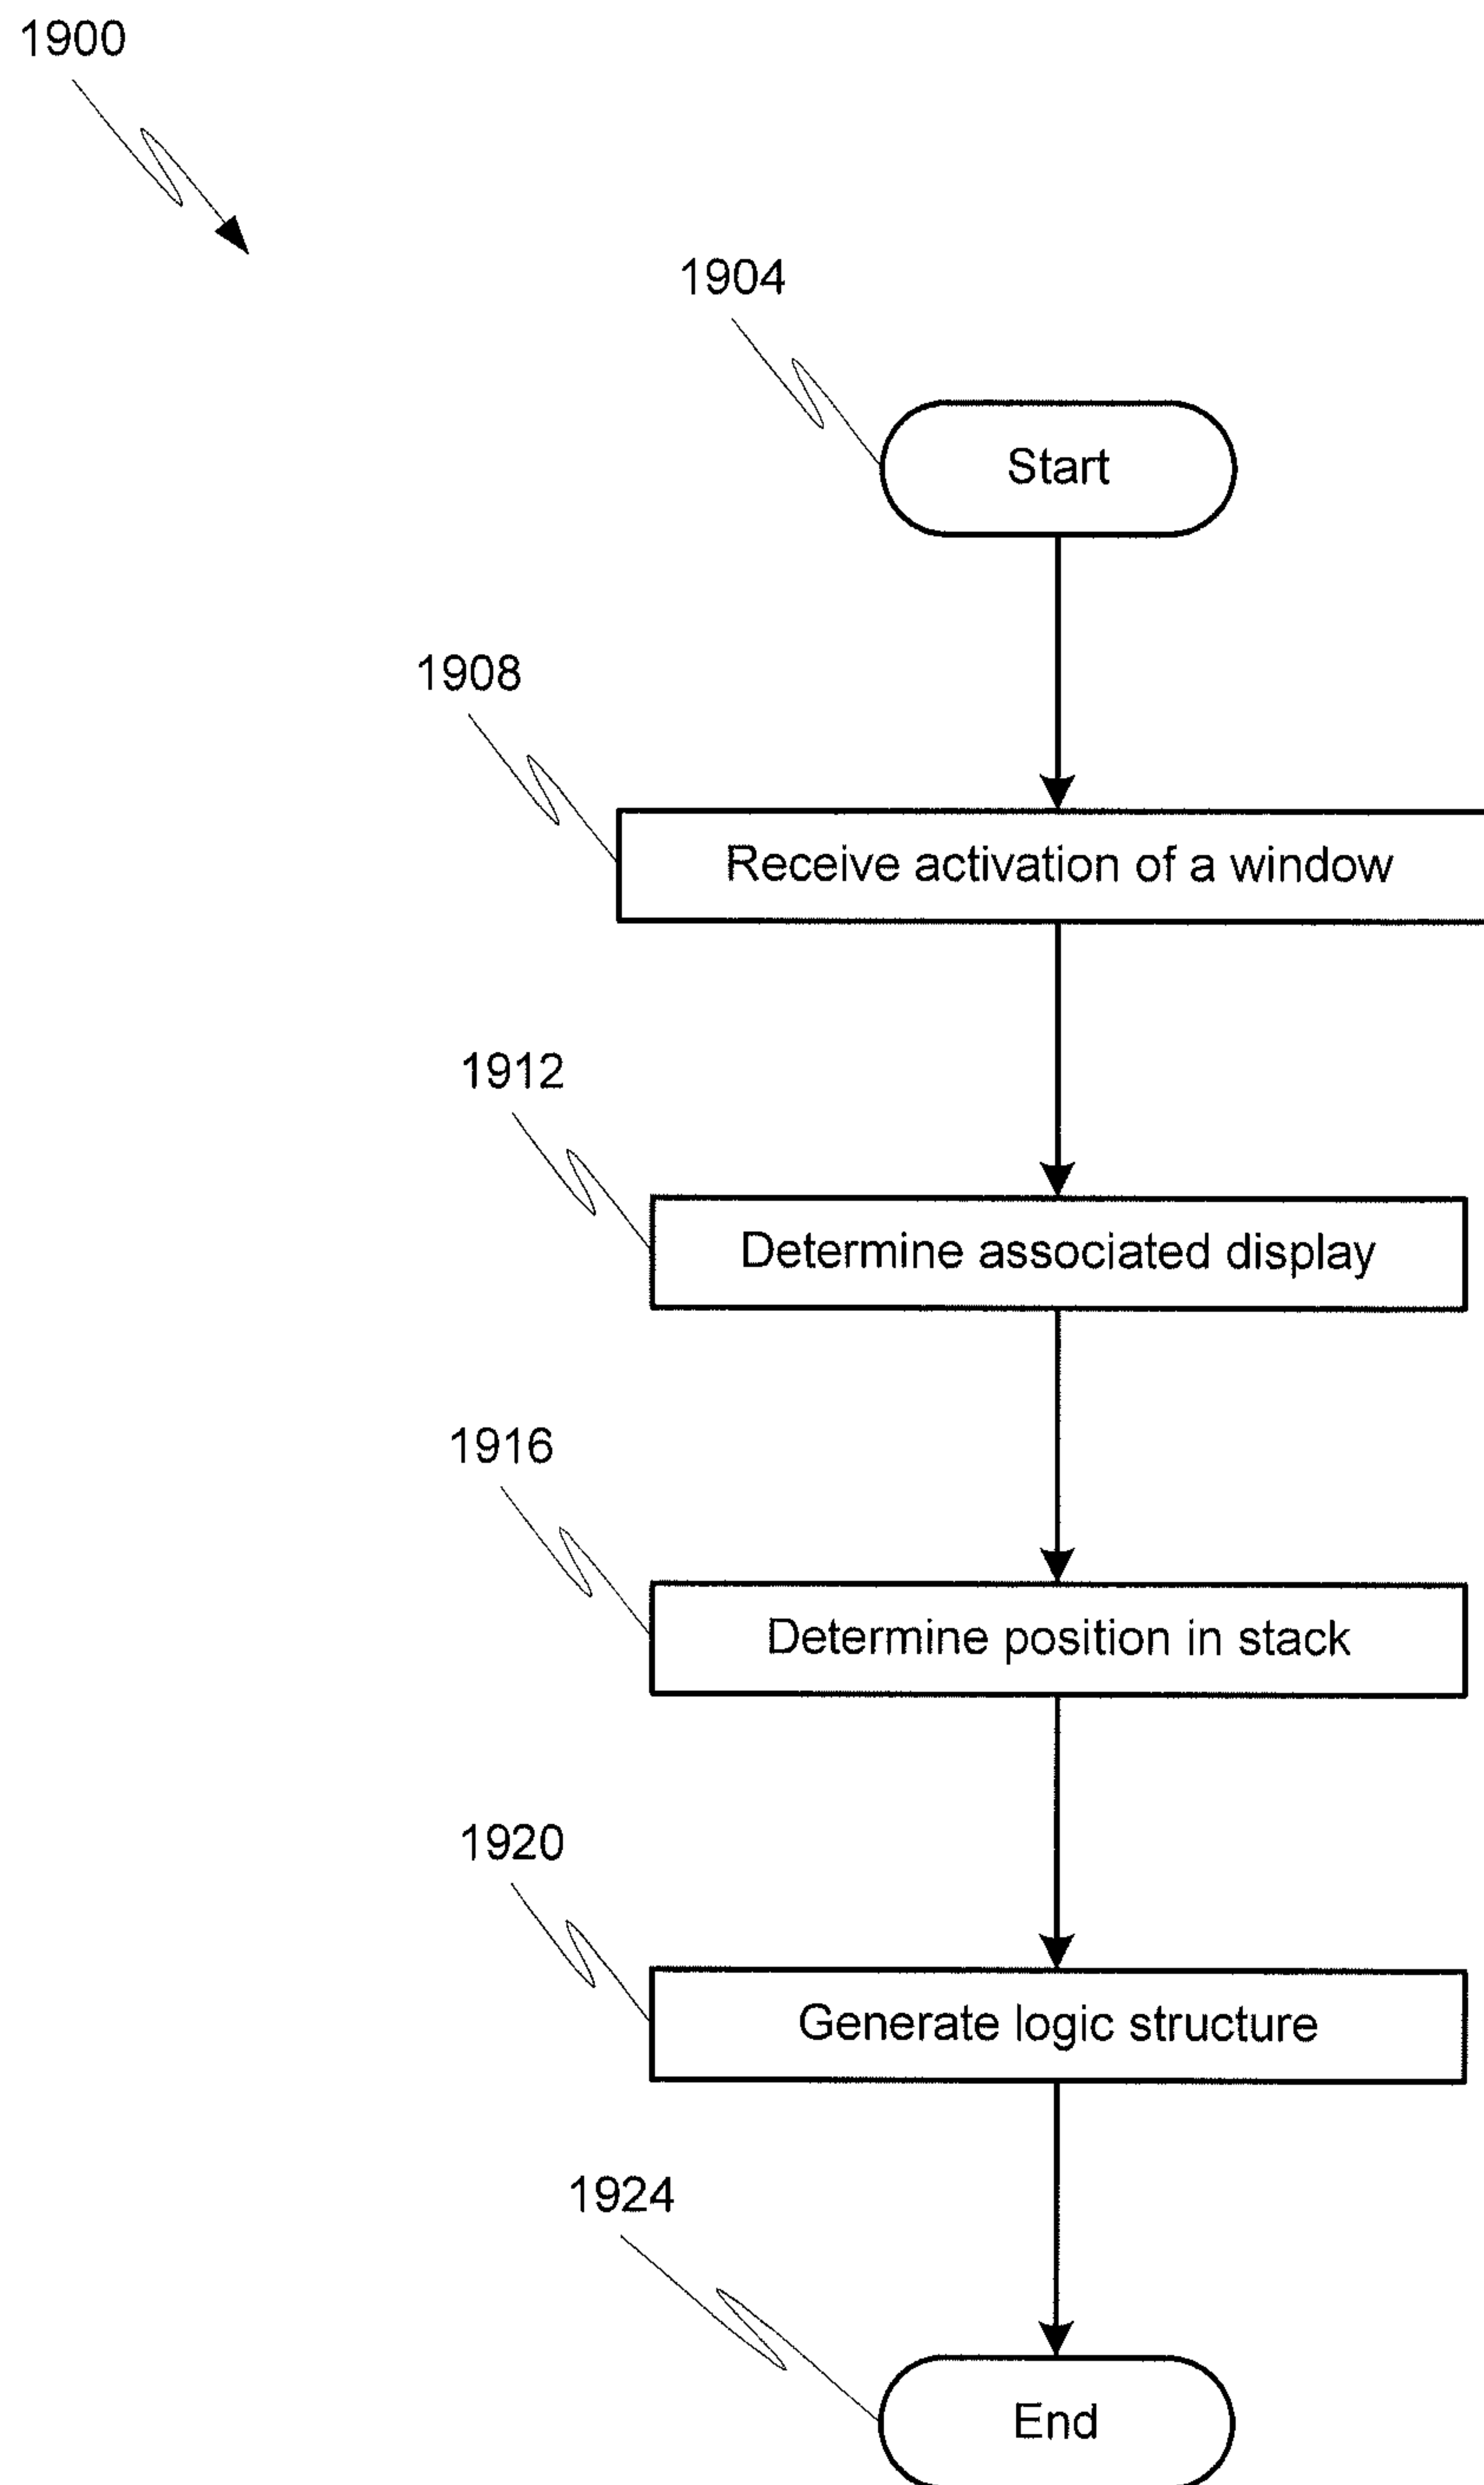 1900
1904
Start
1908
Receive activation of a window
1912
Determine associated display
1916
Determine position in stack
1920
Generate logic structure
1924
End